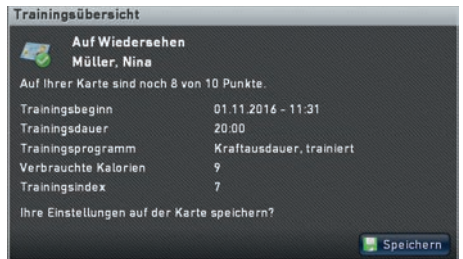 Trainingsübersicht
Auf Wiedersehen
Müller, Nina
Auf Ihrer Karte sind noch 8 von 10 Punkte.
Trainingsbeginn 01.11.2016 - 11:31
Trainingsdauer 20:00
Trainingsprogramm Kraftausdauer, trainiert
Verbrauchte Kalorien 9
Trainingsindex 7
Ihre Einstellungen auf der Karte speichern?
Speichern